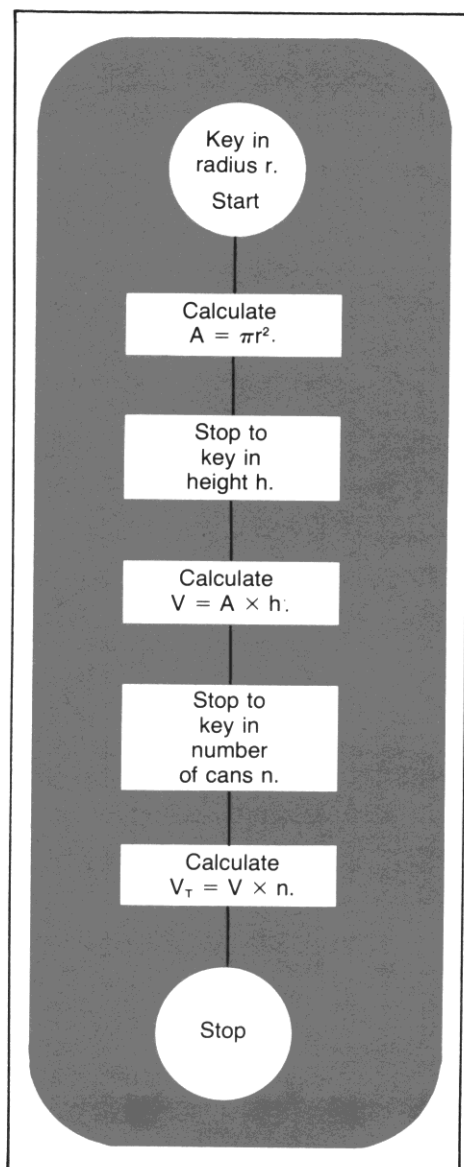 Key in
radius r.
Start
Calculate
A = πr².
Stop to
key in
height h.
Calculate
V = A × h.
Stop to
key in
number
of cans n.
Calculate
V_T = V × n.
Stop